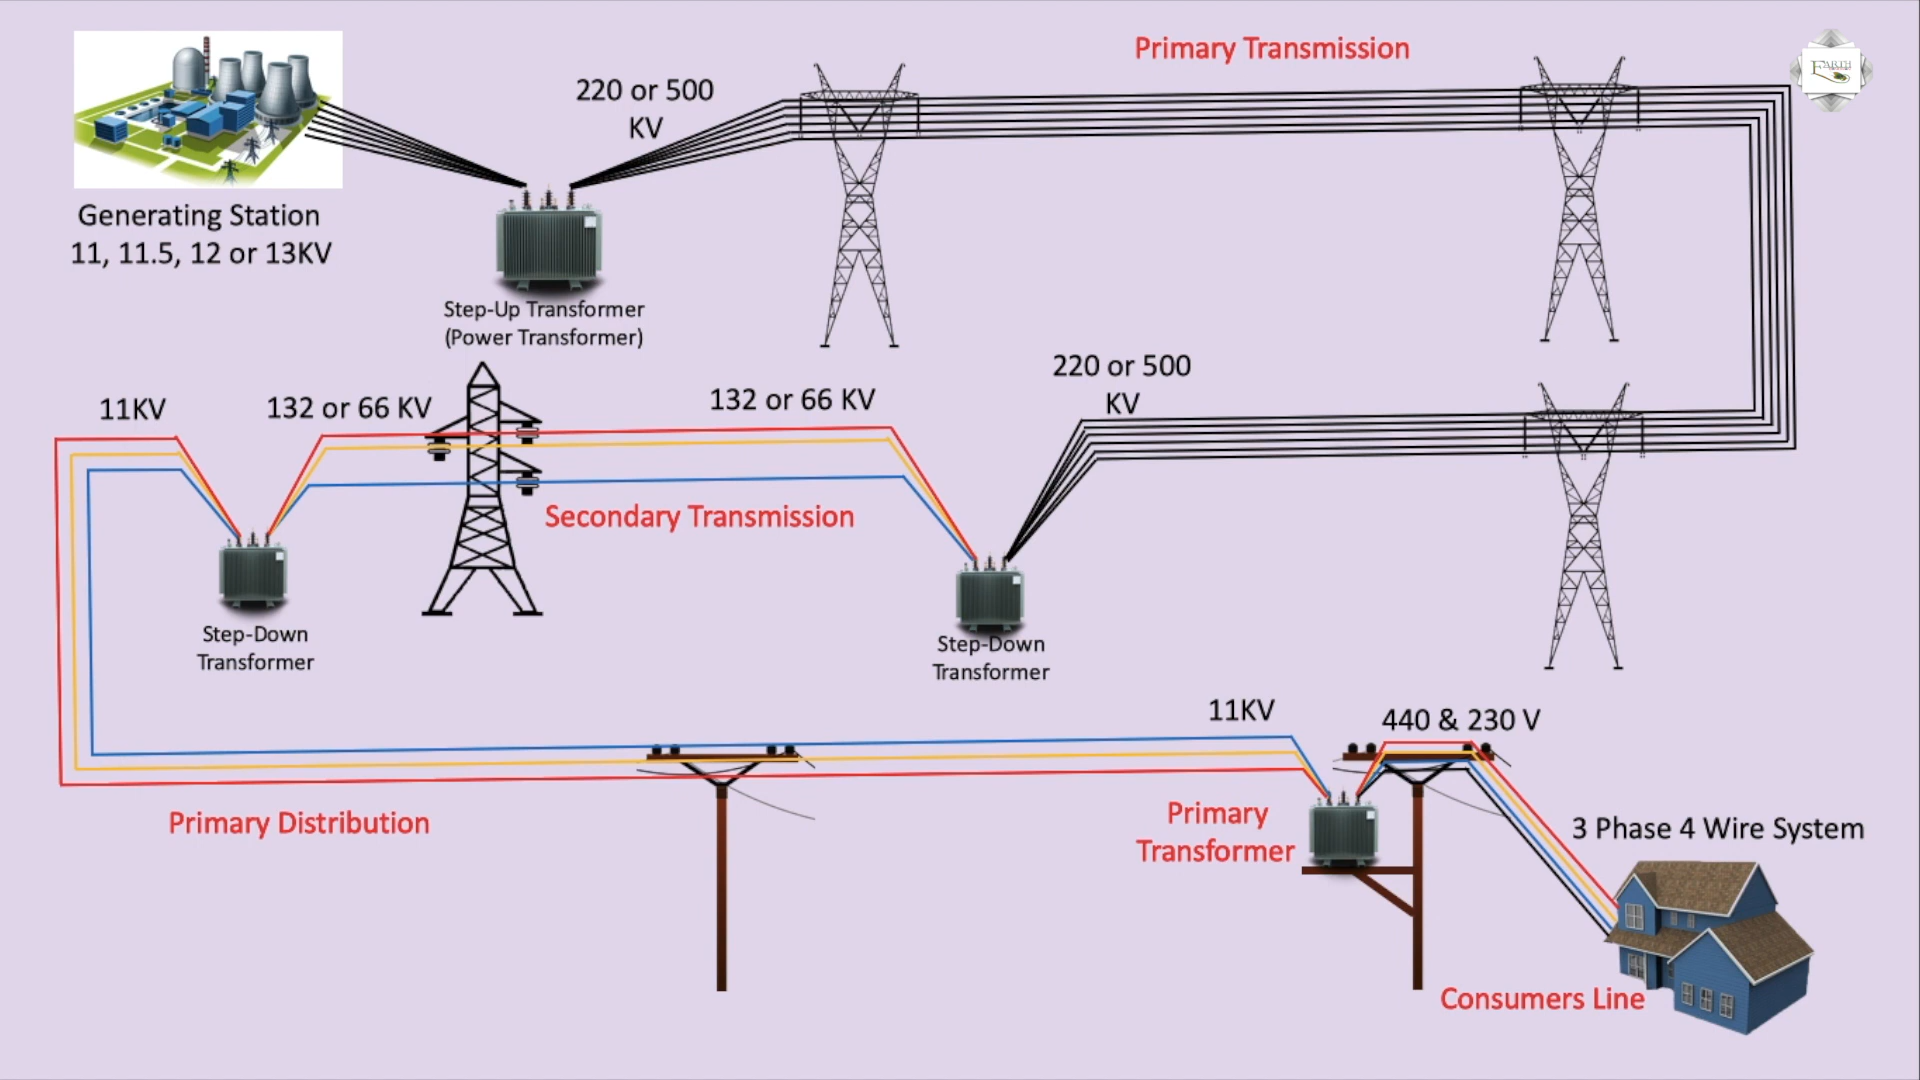 Primary Transmission
EARTH
220 or 500
KV
Generating Station
11, 11.5, 12 or 13KV
Step-Up Transformer
(Power Transformer)
220 or 500
KV
11KV
132 or 66 KV
132 or 66 KV
Secondary Transmission
Step-Down
Transformer
Step-Down
Transformer
11KV
440 & 230 V
Primary Distribution
Primary
Transformer
3 Phase 4 Wire System
Consumers Line